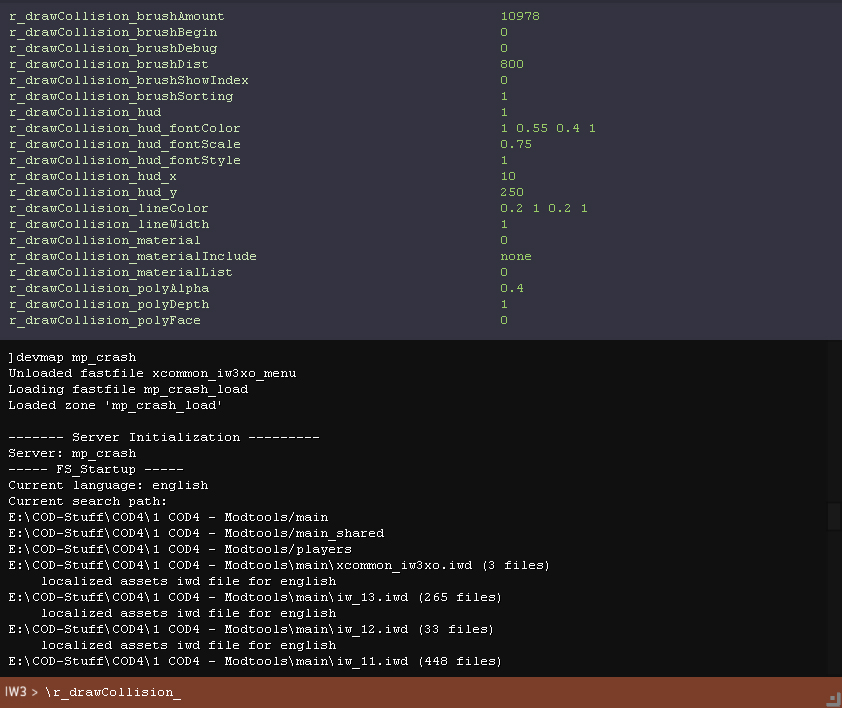 r_drawCollision_brushAmount 10978
r_drawCollision_brushBegin 0
r_drawCollision_brushDebug 0
r_drawCollision_brushDist 800
r_drawCollision_brushShowIndex 0
r_drawCollision_brushSorting 1
r_drawCollision_hud 1
r_drawCollision_hud_fontColor 1 0.55 0.4 1
r_drawCollision_hud_fontScale 0.75
r_drawCollision_hud_fontStyle 1
r_drawCollision_hud_x 10
r_drawCollision_hud_y 250
r_drawCollision_lineColor 0.2 1 0.2 1
r_drawCollision_lineWidth 1
r_drawCollision_material 0
r_drawCollision_materialInclude none
r_drawCollision_materialList 0
r_drawCollision_polyAlpha 0.4
r_drawCollision_polyDepth 1
r_drawCollision_polyFace 0
]devmap mp_crash
Unloaded fastfile xcommon_iw3xo_menu
Loading fastfile mp_crash_load
Loaded zone 'mp_crash_load'
------- Server Initialization ---------
Server: mp_crash
----- FS_Startup -----
Current language: english
Current search path:
E:\COD-Stuff\COD4\1 COD4 - Modtools/main
E:\COD-Stuff\COD4\1 COD4 - Modtools/main_shared
E:\COD-Stuff\COD4\1 COD4 - Modtools/players
E:\COD-Stuff\COD4\1 COD4 - Modtools\main\xcommon_iw3xo.iwd (3 files)
localized assets iwd file for english
E:\COD-Stuff\COD4\1 COD4 - Modtools\main\iw_13.iwd (265 files)
localized assets iwd file for english
E:\COD-Stuff\COD4\1 COD4 - Modtools\main\iw_12.iwd (33 files)
localized assets iwd file for english
E:\COD-Stuff\COD4\1 COD4 - Modtools\main\iw_11.iwd (448 files)
IW3 > \r_drawCollision_